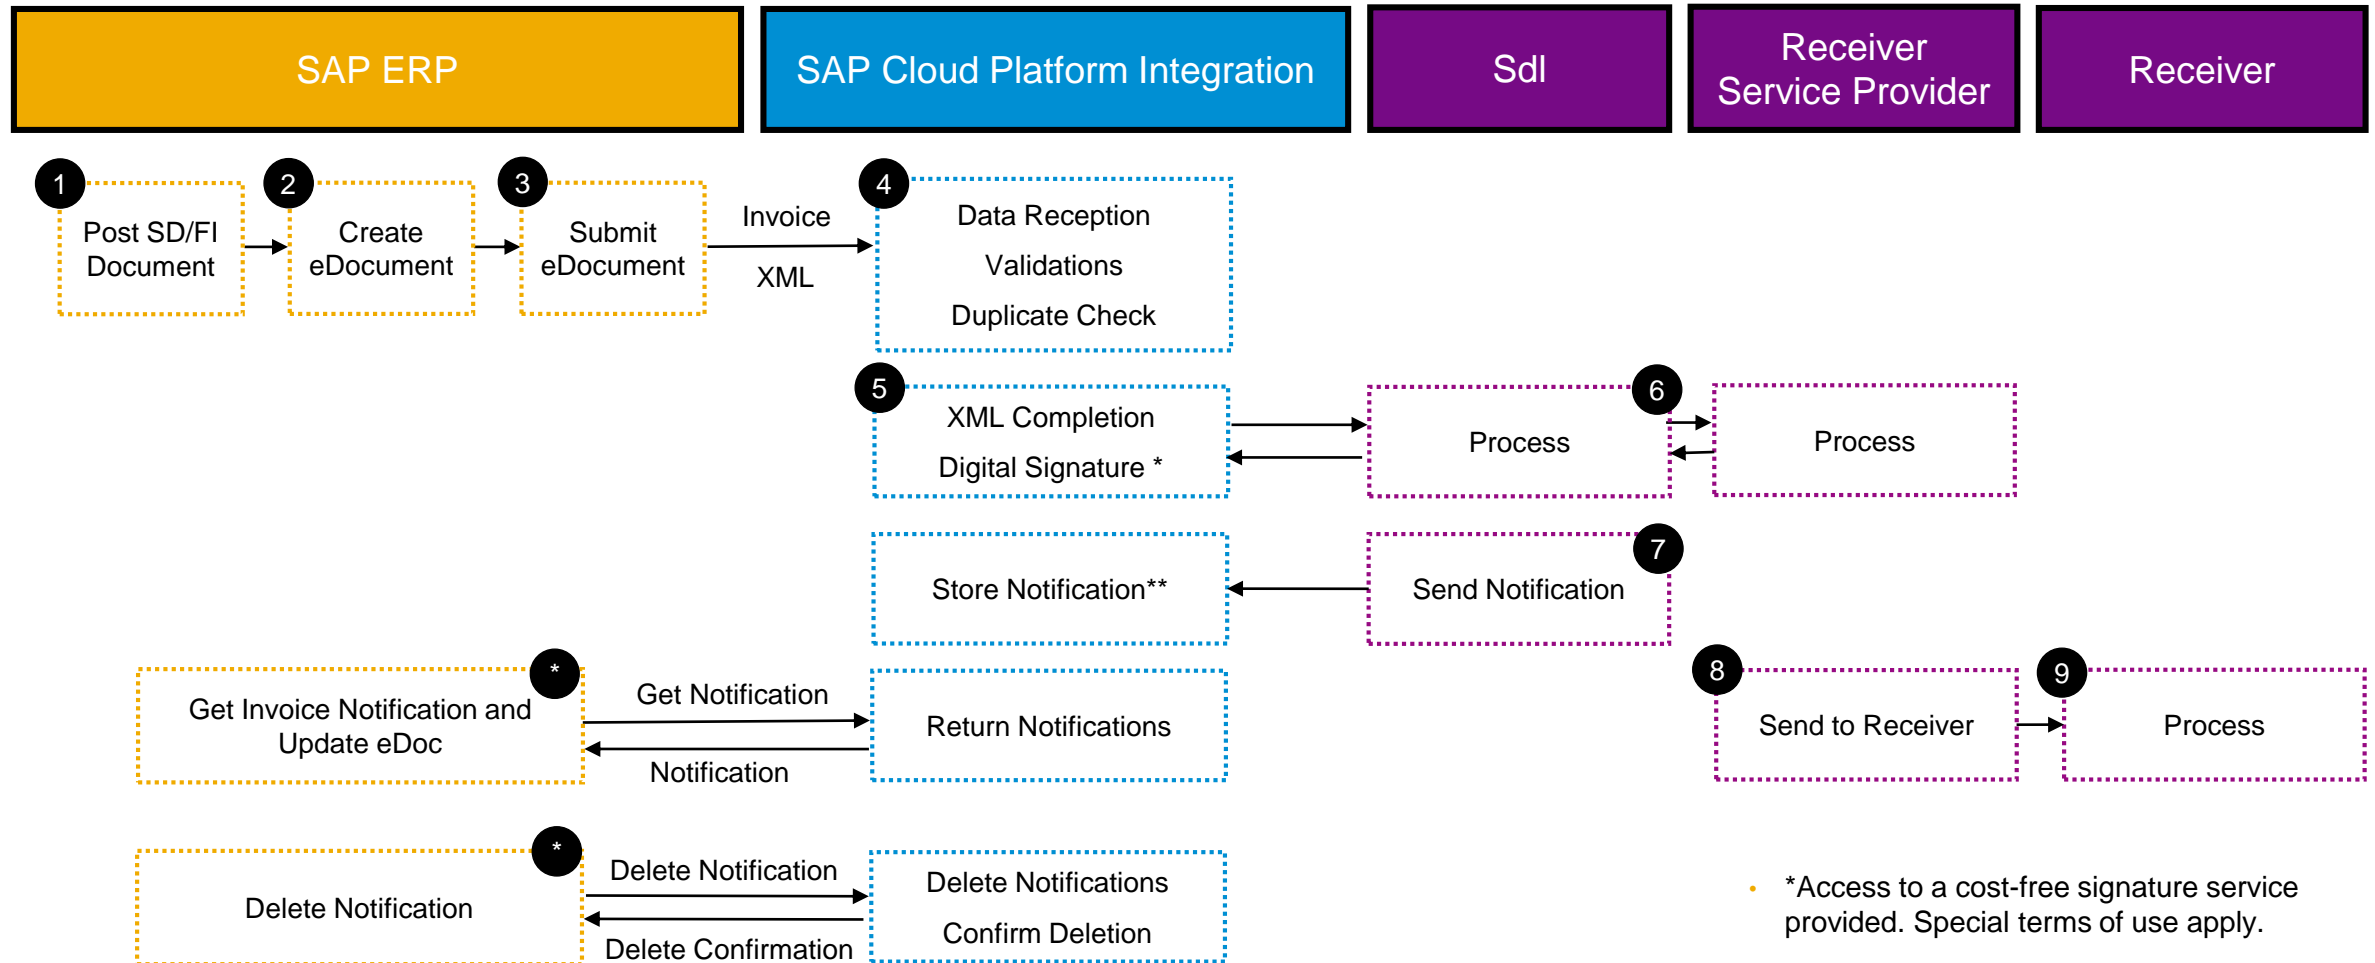 SAP ERP
SAP Cloud Platform Integration
SdI
Receiver
Service Provider
Receiver
1
Post SD/FI
Document
2
Create
eDocument
3
Submit
eDocument
Invoice
XML
4
Data Reception
Validations
Duplicate Check
5
XML Completion
Digital Signature *
Process
6
Process
Store Notification**
Send Notification
7
*
Get Invoice Notification and
Update eDoc
Get Notification
Notification
Return Notifications
8
Send to Receiver
9
Process
*
Delete Notification
Delete Notification
Delete Confirmation
Delete Notifications
Confirm Deletion
• *Access to a cost-free signature service
provided. Special terms of use apply.